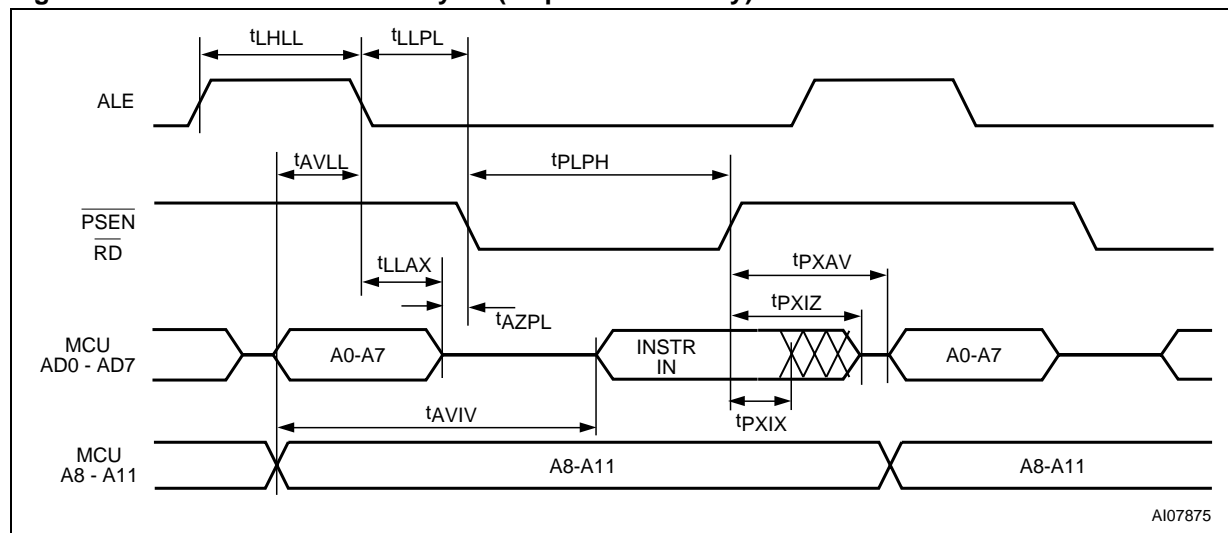 tLHLL
tLLPL
ALE
tAVLL
tPLPH
PSEN
RD
tLLAX
tPXAV
tPXIZ
tAZPL
MCU
AD0 - AD7
A0-A7
INSTR
IN
A0-A7
tAVIV
tPXIX
MCU
A8 - A11
A8-A11
A8-A11
AI07875